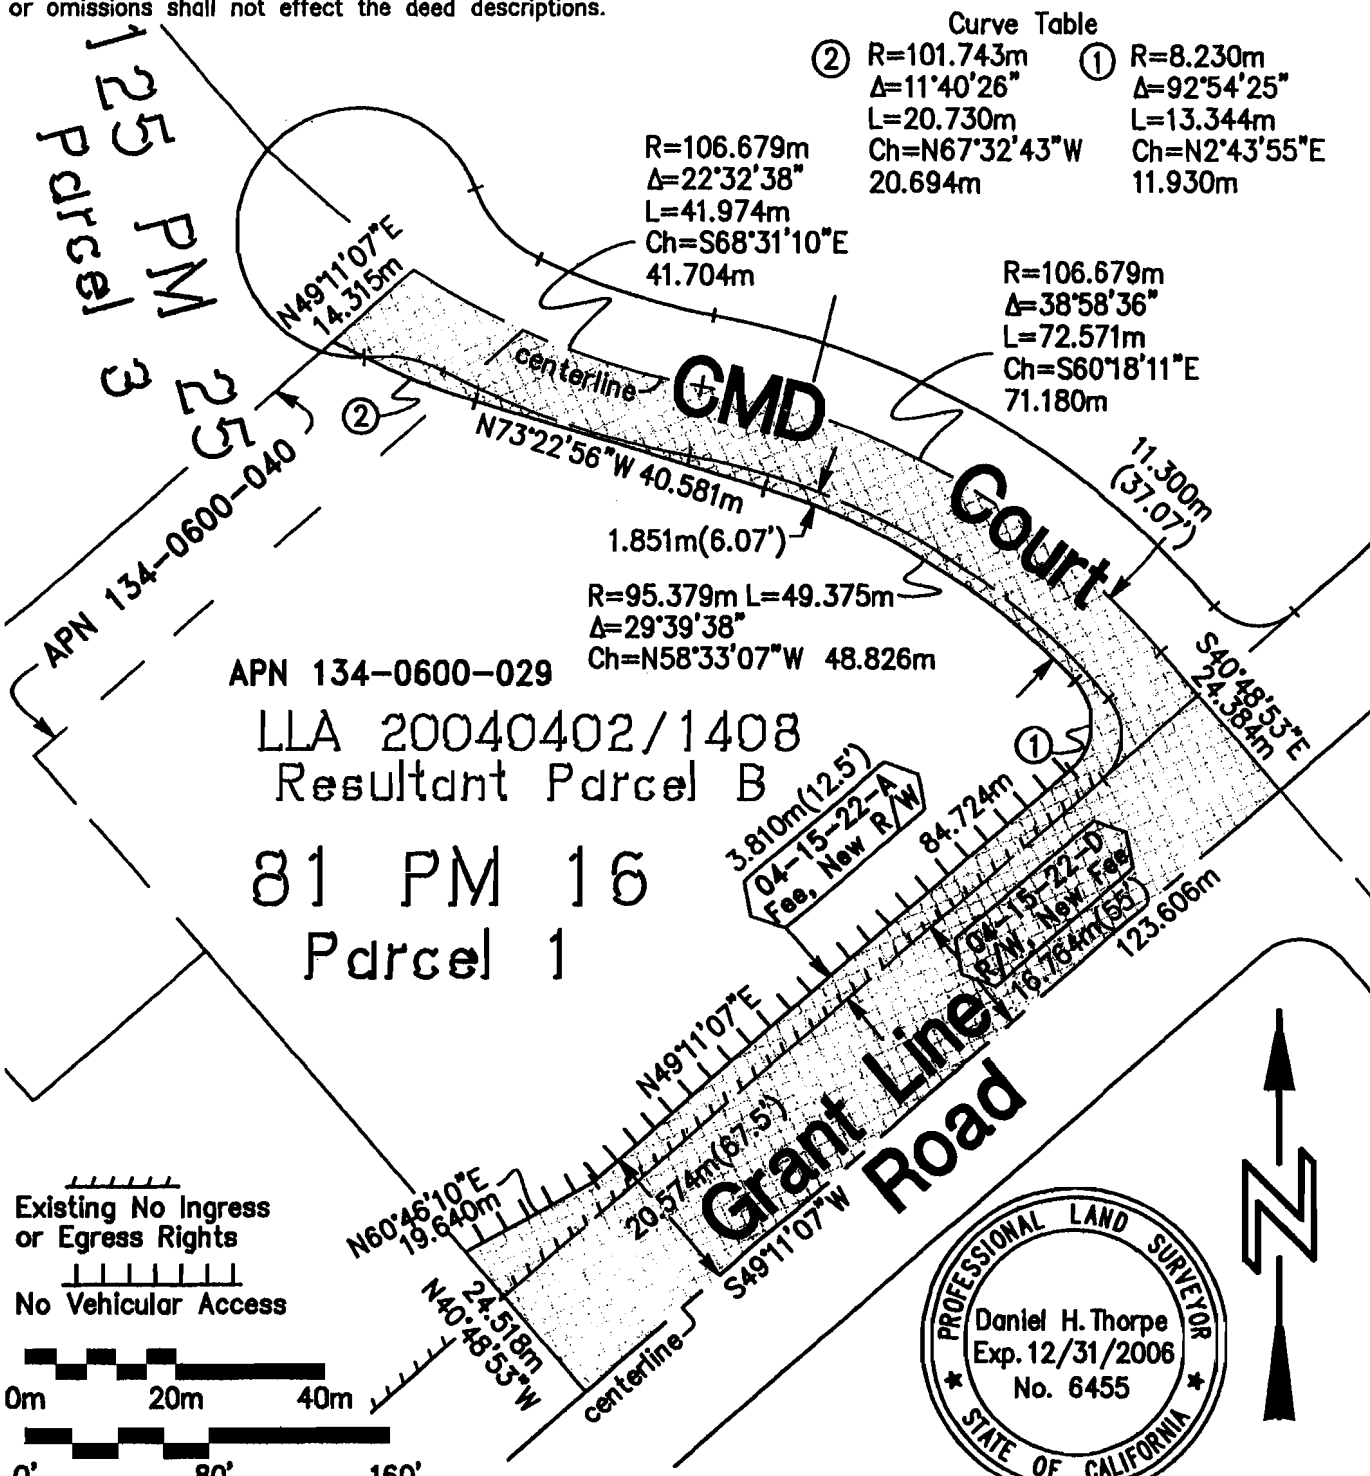 or omissions shall not effect the deed descriptions.
Curve Table
② R=101.743m
Δ=11°40'26"
L=20.730m
Ch=N67°32'43"W
20.694m
① R=8.230m
Δ=92°54'25"
L=13.344m
Ch=N2°43'55"E
11.930m
125 PM 25
Parcel 3
R=106.679m
Δ=22°32'38"
L=41.974m
Ch=S68°31'10"E
41.704m
R=106.679m
Δ=38°58'36"
L=72.571m
Ch=S60°18'11"E
71.180m
N49°11'07"E
14.315m
centerline
CMD Court
②
N73°22'56"W 40.581m
11.300m
(37.07')
APN 134-0600-040
1.851m(6.07')
R=95.379m L=49.375m
Δ=29°39'38"
Ch=N58°33'07"W 48.826m
S40°48'53"E
24.384m
APN 134-0600-029
LLA 20040402/1408
Resultant Parcel B
81 PM 16
Parcel 1
①
3.810m(12.5')
04-15-22-A
Fee, New R/W
84.724m
04-15-22-D
R/W, New Fee
16.764m(55')
123.606m
N49°11'07"E
Grant Line
Road
20.574m(67.5')
S49°11'07"W
N60°46'10"E
19.640m
24.518m
N40°48'53"W
centerline
Existing No Ingress
or Egress Rights
No Vehicular Access
0m 20m 40m
0' 80' 160'
N
PROFESSIONAL LAND SURVEYOR
Daniel H. Thorpe
Exp. 12/31/2006
No. 6455
STATE OF CALIFORNIA